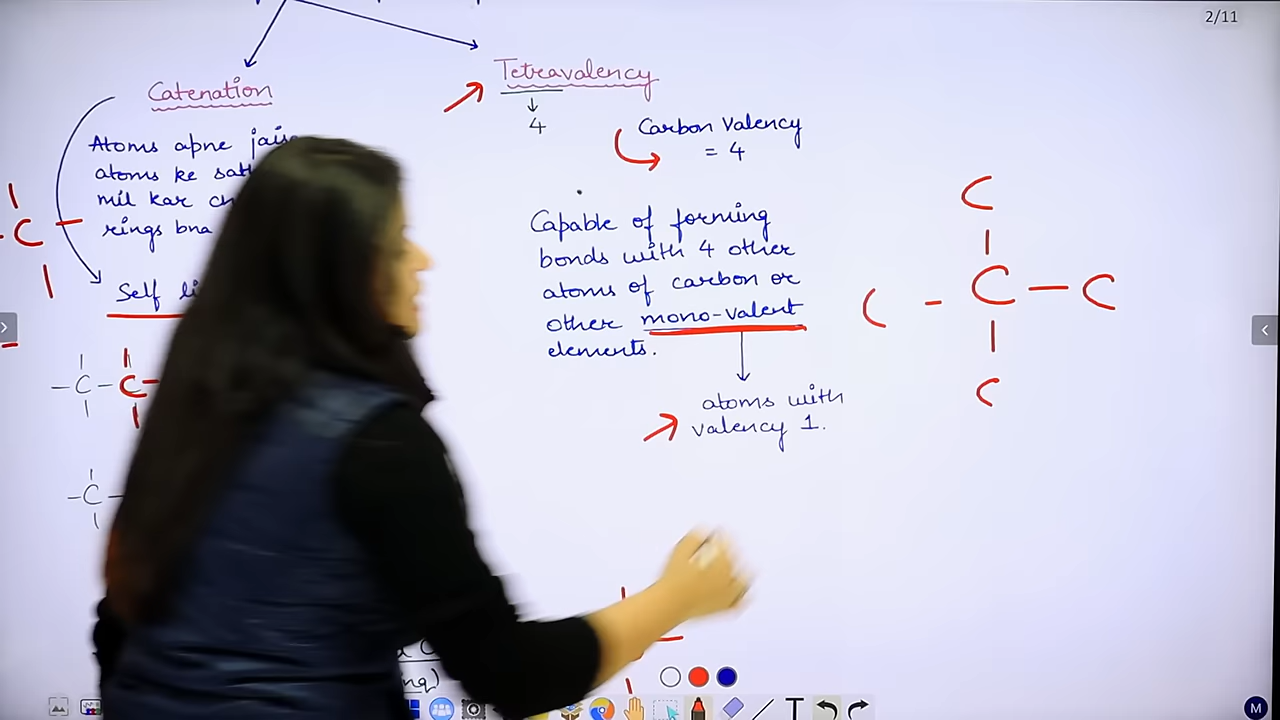 2/11
Catenation
Atoms apne
atoms ke
mil kar
rings bna
Self
-C-C-
-C-
Tetravalency
4
Carbon Valency
= 4
Capable of forming
bonds with 4 other
atoms of carbon or
other mono-valent
elements.
atoms with
valency 1.
C
C - C - C
C
C -
M